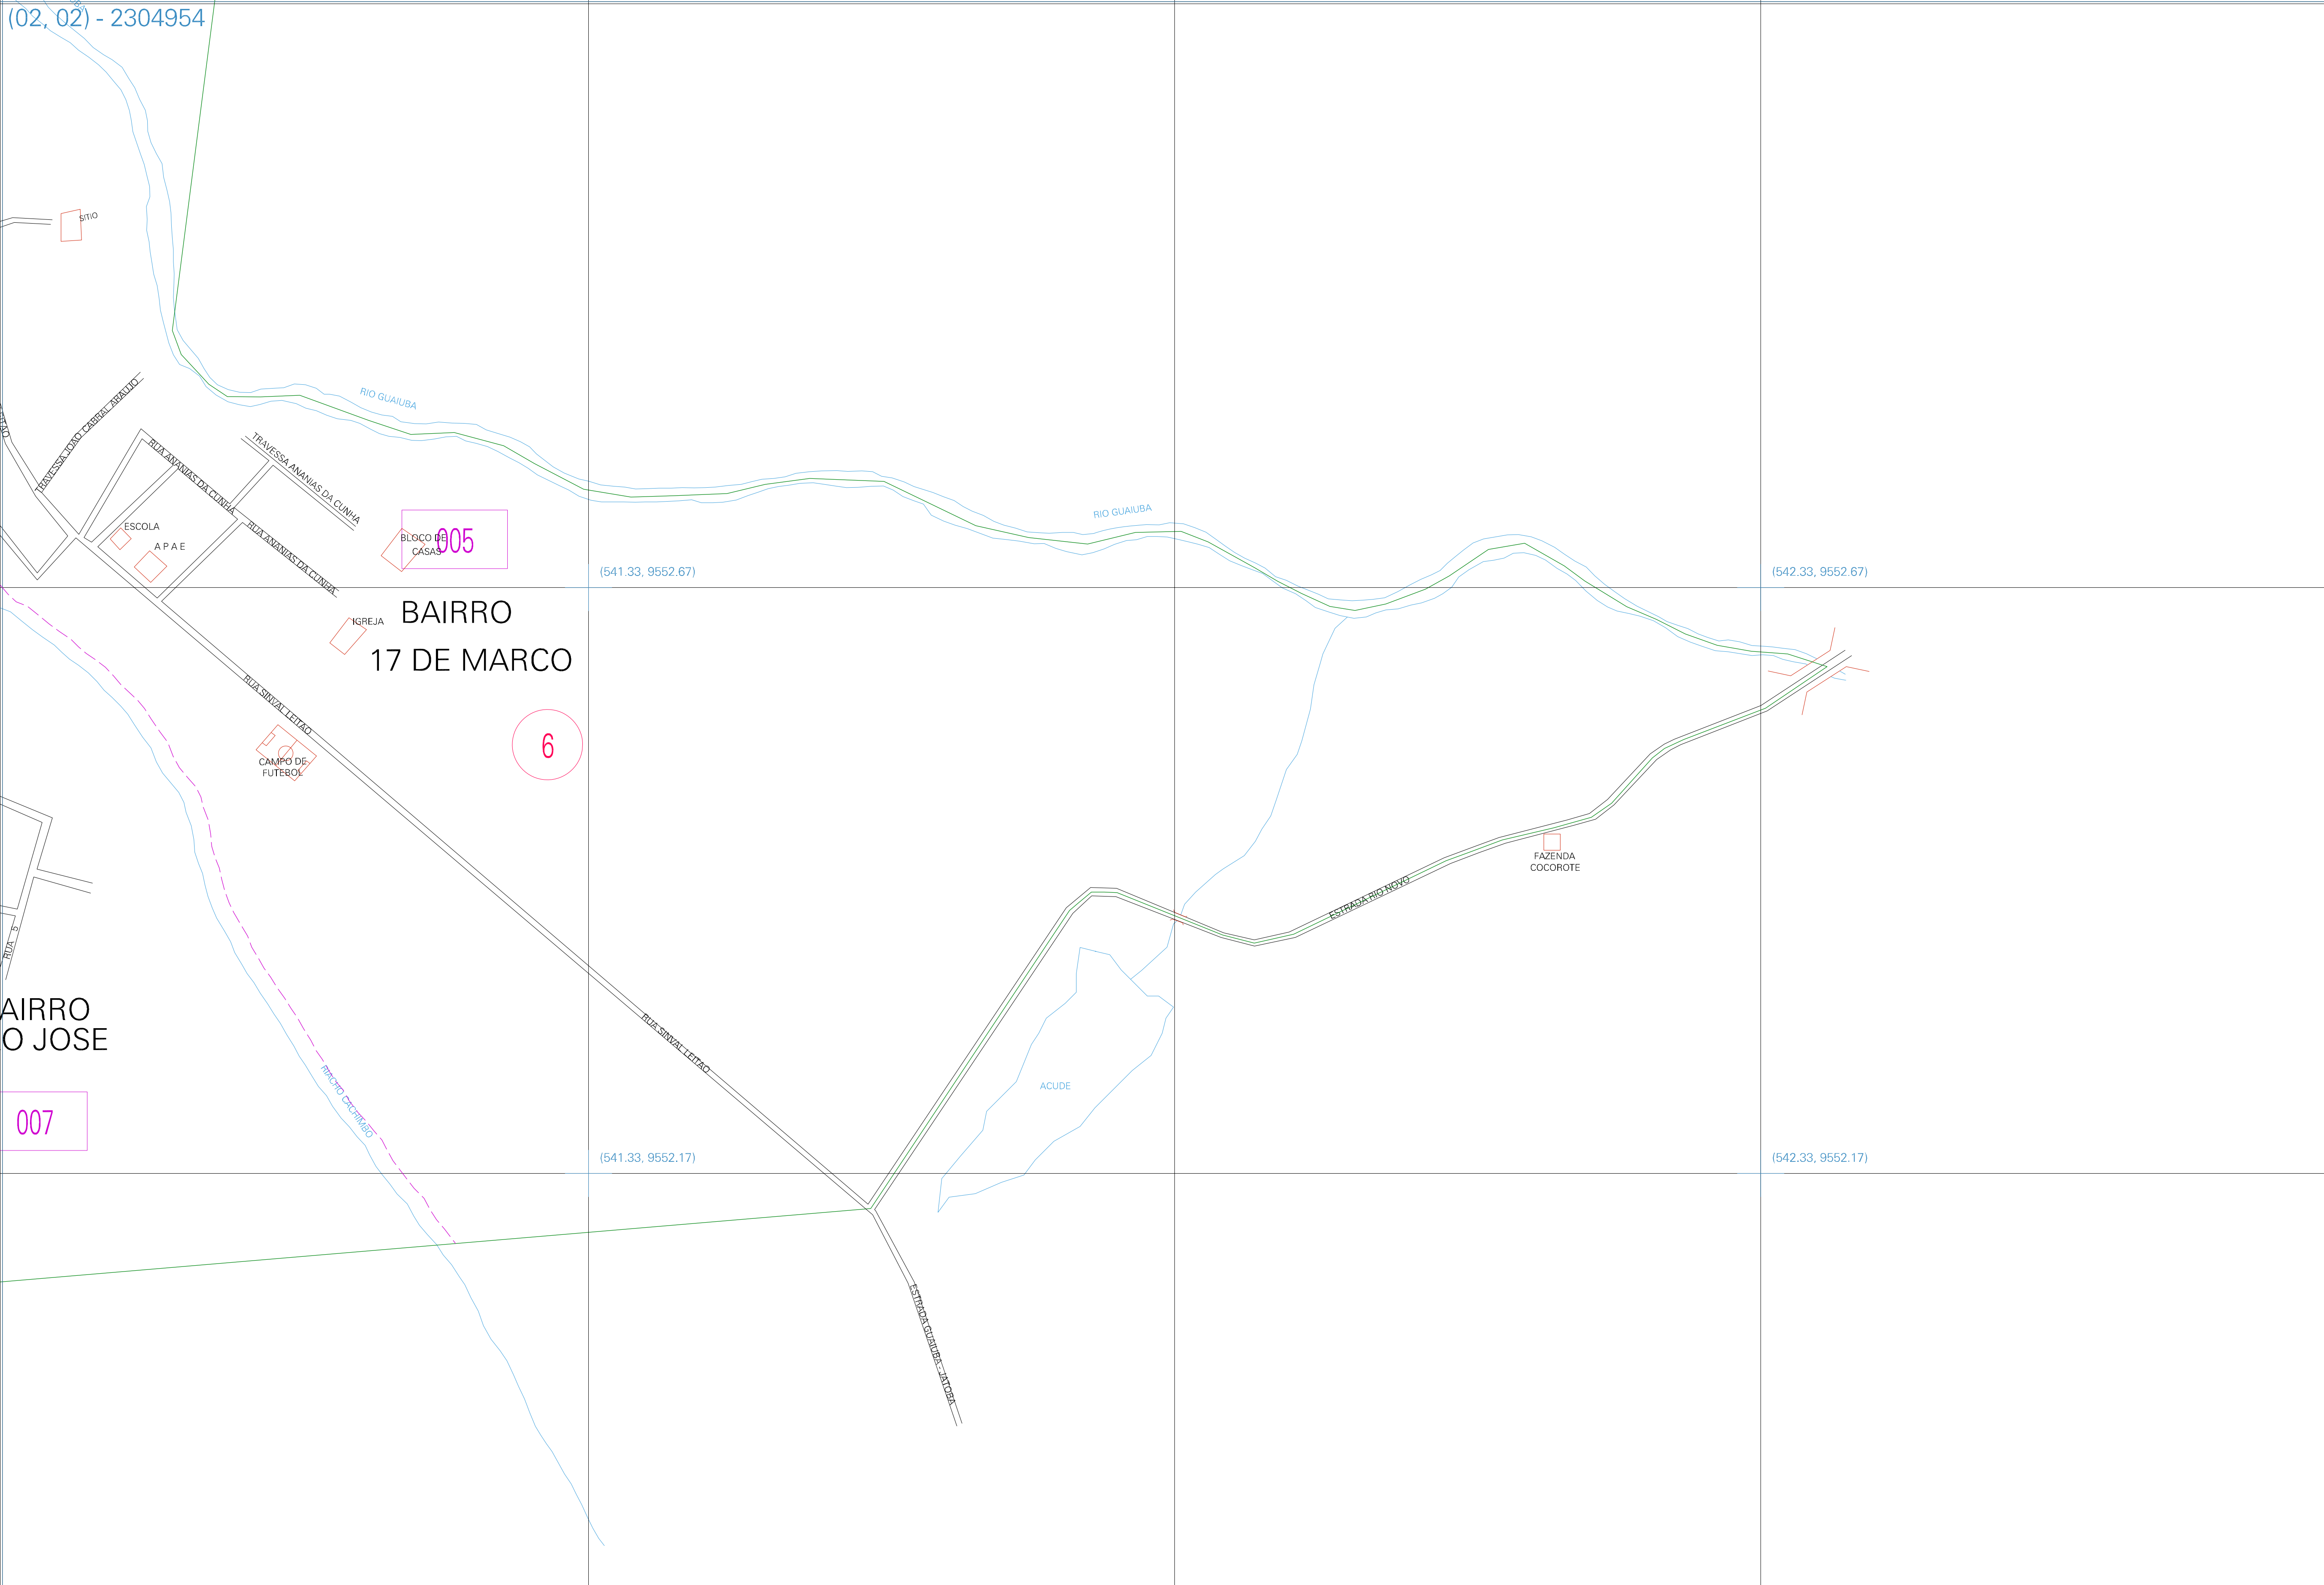 (02, 02) - 2304954
SITIO
RIO GUAIUBA
TRAVESSA JOAO CABRAL ARAUJO
RUA ANANIAS DA CUNHA
TRAVESSA ANANIAS DA CUNHA
RIO GUAIUBA
ESCOLA
A P A E
RUA ANANIAS DA CUNHA
BLOCO DE
CASAS
005
(541.33, 9552.67)
(542.33, 9552.67)
BAIRRO
17 DE MARCO
IGREJA
RUA SINVAL LEITAO
6
CAMPO DE
FUTEBOL
FAZENDA
COCOROTE
ESTRADA RIO NOVO
RUA 5
AIRRO
O JOSE
RUA SINVAL LEITAO
RIACHO CACHIMBO
ACUDE
007
(541.33, 9552.17)
(542.33, 9552.17)
ESTRADA GUAIUBA - JATOBA